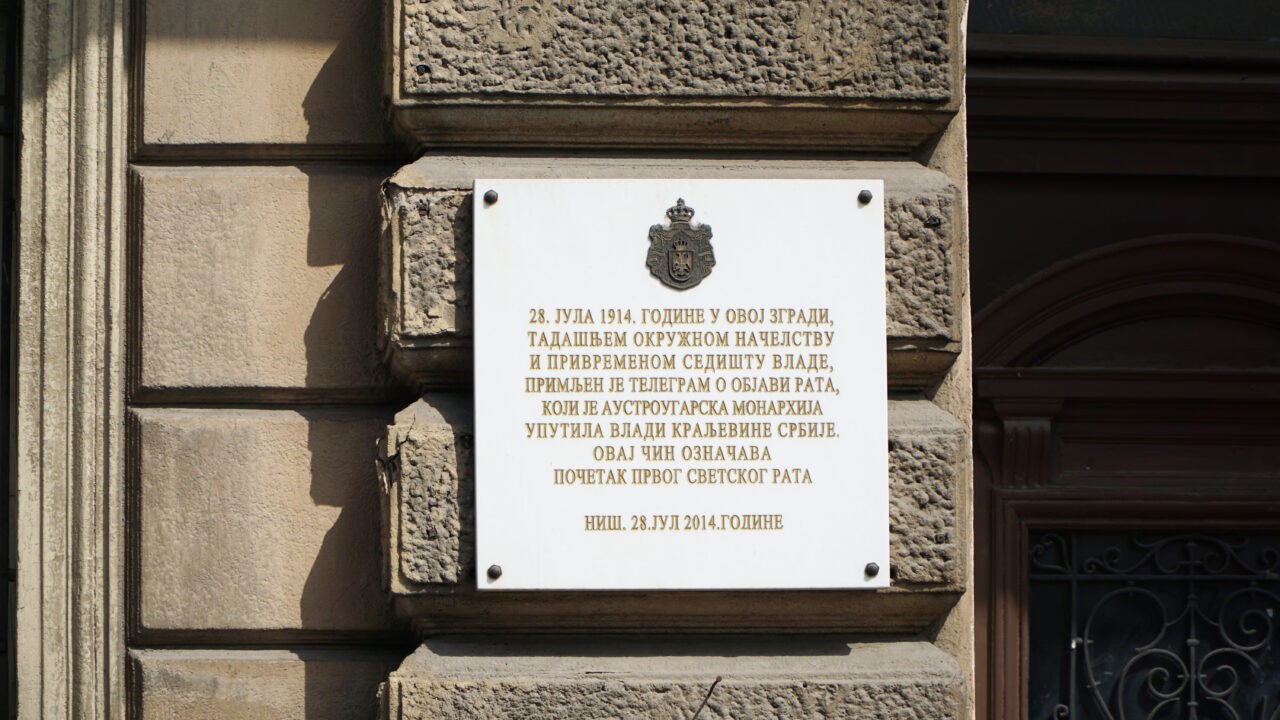 28. ЈУЛА 1914. ГОДИНЕ У ОВОЈ ЗГРАДИ,
ТАДАШЊЕМ ОКРУЖНОМ НАЧЕЛСТВУ
И ПРИВРЕМЕНОМ СЕДИШТУ ВЛАДЕ,
ПРИМЉЕН ЈЕ ТЕЛЕГРАМ О ОБЈАВИ РАТА,
КОЈИ ЈЕ АУСТРОУГАРСКА МОНАРХИЈА
УПУТИЛА ВЛАДИ КРАЉЕВИНЕ СРБИЈЕ.
ОВАЈ ЧИН ОЗНАЧАВА
ПОЧЕТАК ПРВОГ СВЕТСКОГ РАТА
НИШ. 28.ЈУЛ 2014.ГОДИНЕ